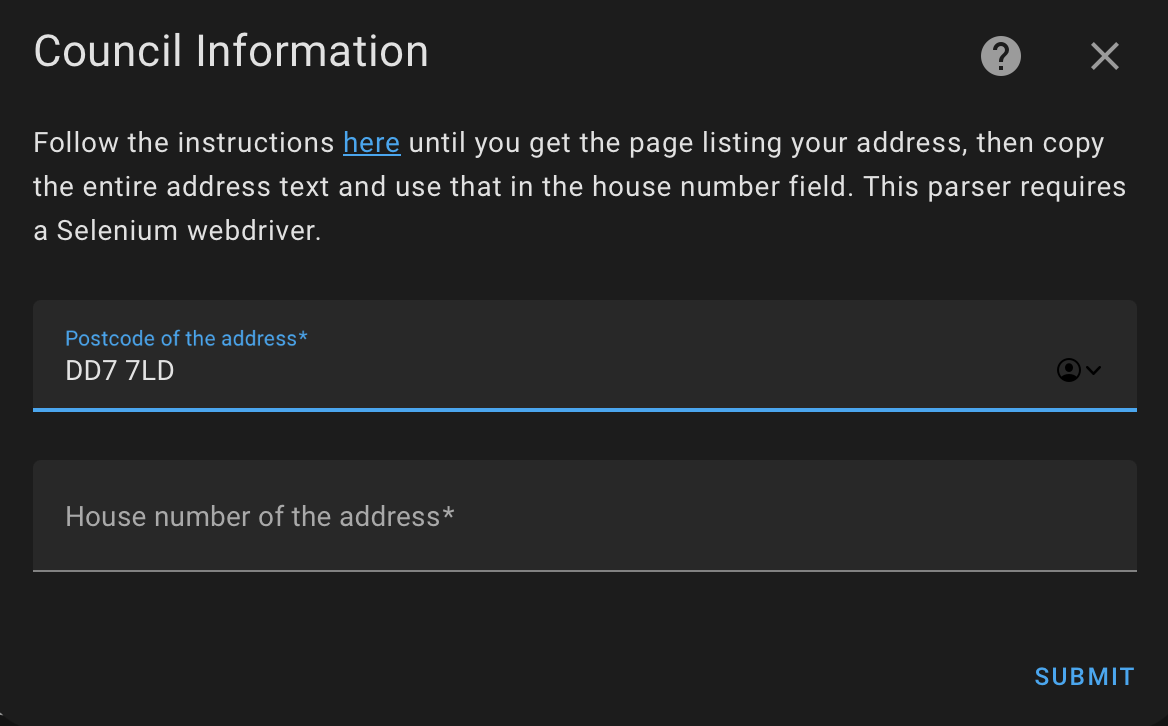 Council Information
Follow the instructions here until you get the page listing your address, then copy
the entire address text and use that in the house number field. This parser requires
a Selenium webdriver.
Postcode of the address*
DD7 7LD
House number of the address*
SUBMIT